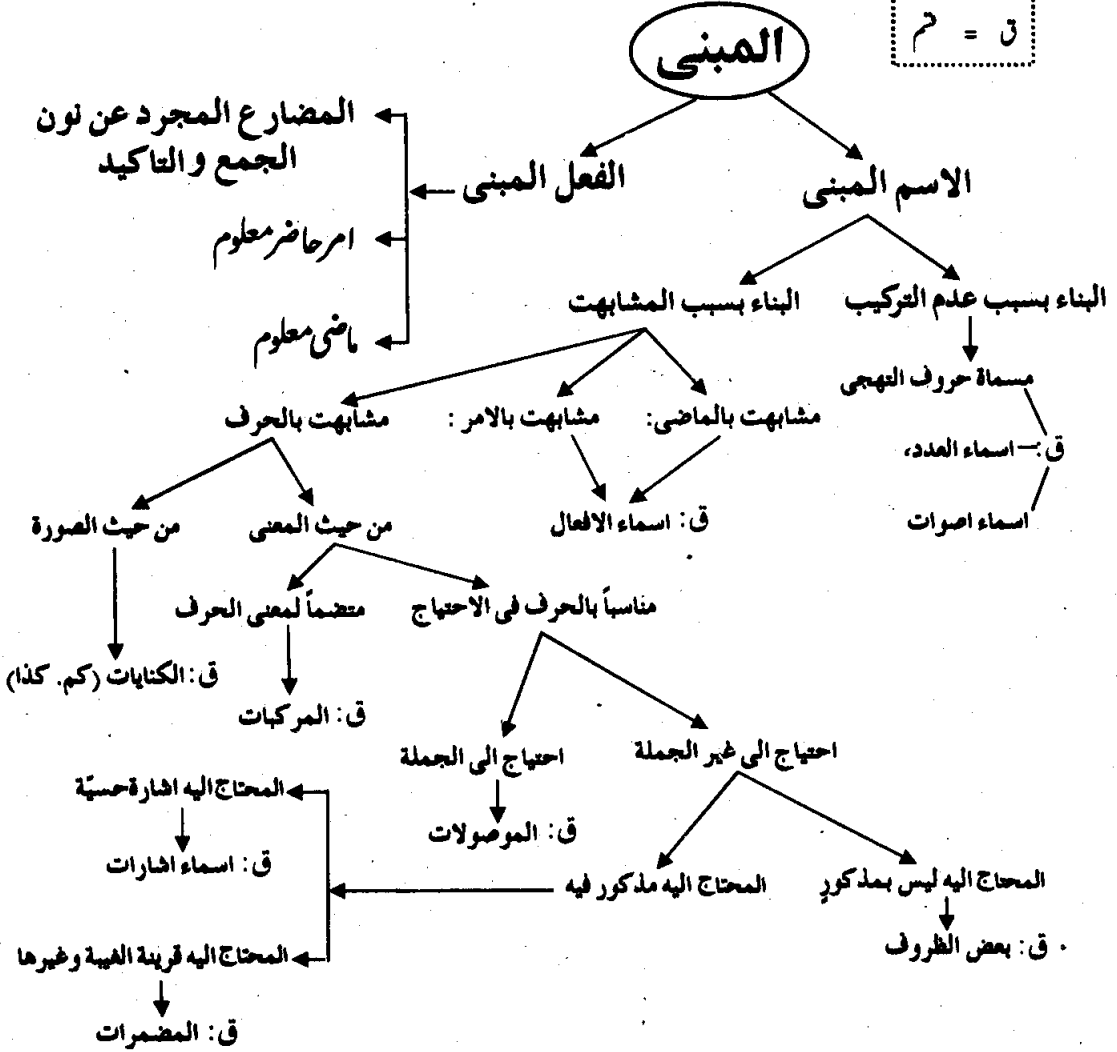 ق = قسم
المبنى
الاسم المبنى
الفعل المبنى
المضارع المجرد عن نون
الجمع والتاكيد
امر حاضر معلوم
ماضى معلوم
البناء بسبب عدم التركيب
البناء بسبب المشابهت
مسماة حروف التهجى
ق:- اسماء العدد،
اسماء اصوات
مشابهت بالماضى:
مشابهت بالامر:
مشابهت بالحرف
ق: اسماء الافعال
من حيث المعنى
من حيث الصورة
مناسباً بالحرف فى الاحتياج
متضماً لمعنى الحرف
ق: الكنايات (كم. كذا)
ق: المركبات
احتياج الى غير الجملة
احتياج الى الجملة
ق: الموصولات
المحتاج اليه ليس بمذكورٍ
المحتاج اليه مذكور فيه
ق: بعض الظروف
المحتاج اليه اشارة حسيّة
ق: اسماء اشارات
المحتاج اليه قرينة الغيبة وغيرها
ق: المضمرات